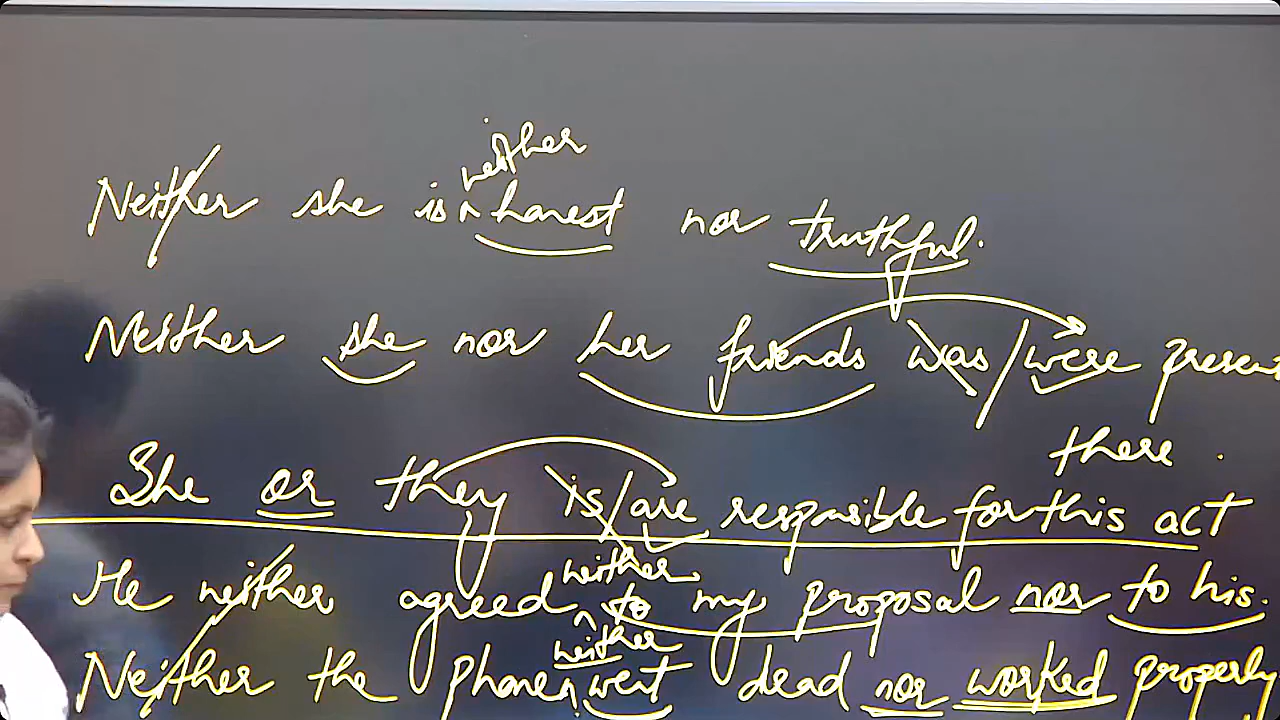 neither
Neither she is ^ honest nor truthful.
Neither she nor her friends was/were present
there.
She or they is/are responsible for this act
neither
He neither agreed ^ to my proposal nor to his.
neither
Neither the phone ^ went dead nor worked properly